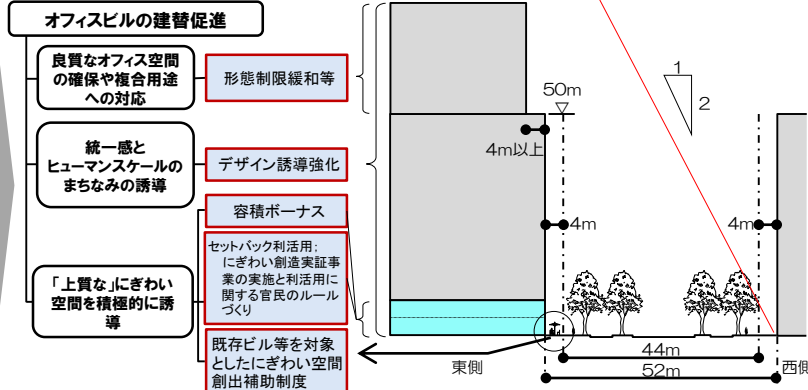 オフィスビルの建替促進
良質なオフィス空間
の確保や複合用途
への対応
形態制限緩和等
統一感と
ヒューマンスケールの
まちなみの誘導
デザイン誘導強化
「上質な」にぎわい
空間を積極的に誘
導
容積ボーナス
セットバック利活用:
にぎわい創造実証事
業の実施と利活用に
関する官民のルール
づくり
既存ビル等を対象
としたにぎわい空間
創出補助制度
50m
1
2
4m以上
4m
4m
44m
52m
東側
西側